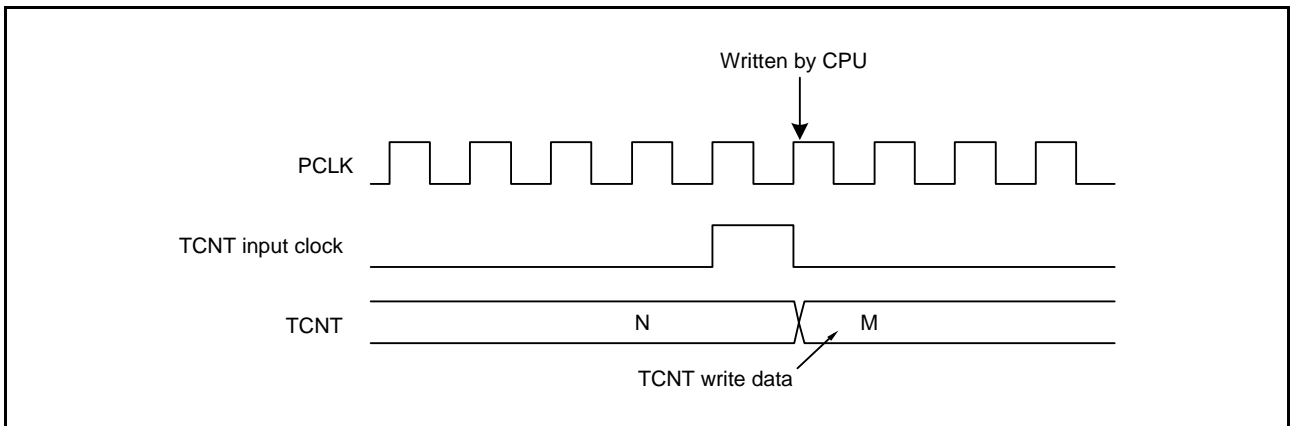 Written by CPU
PCLK
TCNT input clock
TCNT
N
M
TCNT write data